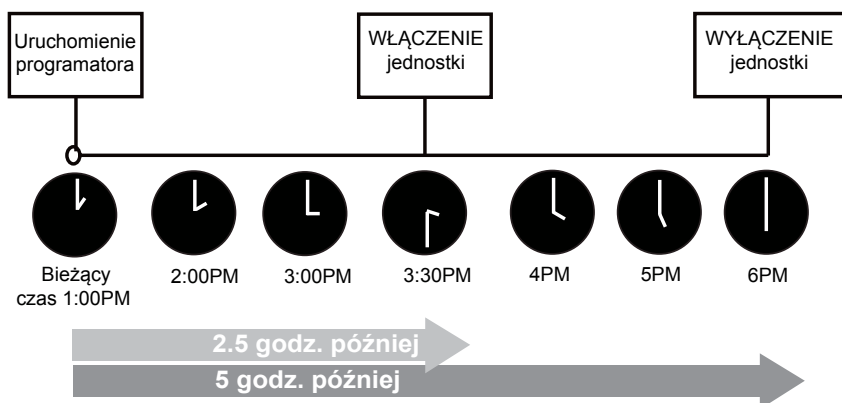 Uruchomienie
programatora
WŁĄCZENIE
jednostki
WYŁĄCZENIE
jednostki
Bieżący
czas 1:00PM
2:00PM
3:00PM
3:30PM
4PM
5PM
6PM
2.5 godz. później
5 godz. później